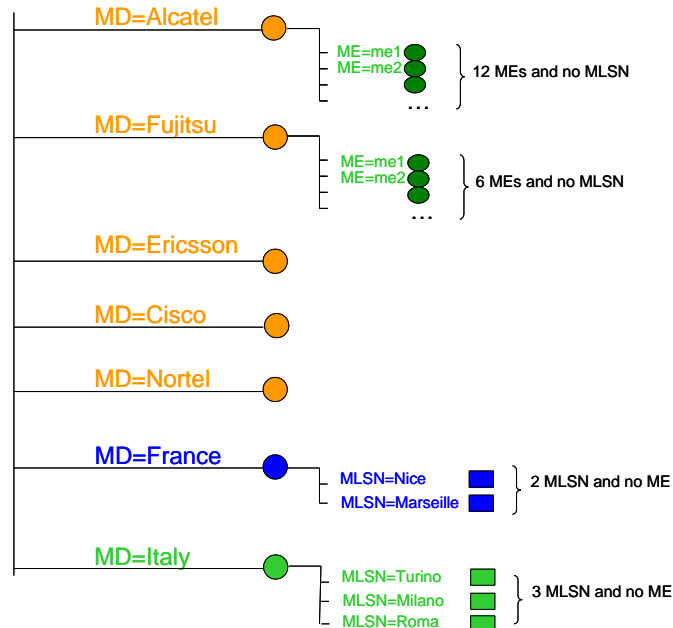 MD=Alcatel
ME=me1
ME=me2
12 MEs and no MLSN
...
MD=Fujitsu
ME=me1
ME=me2
6 MEs and no MLSN
...
MD=Ericsson
MD=Cisco
MD=Nortel
MD=France
MLSN=Nice
2 MLSN and no ME
MLSN=Marseille
MD=Italy
MLSN=Turino
3 MLSN and no ME
MLSN=Milano
MLSN=Roma